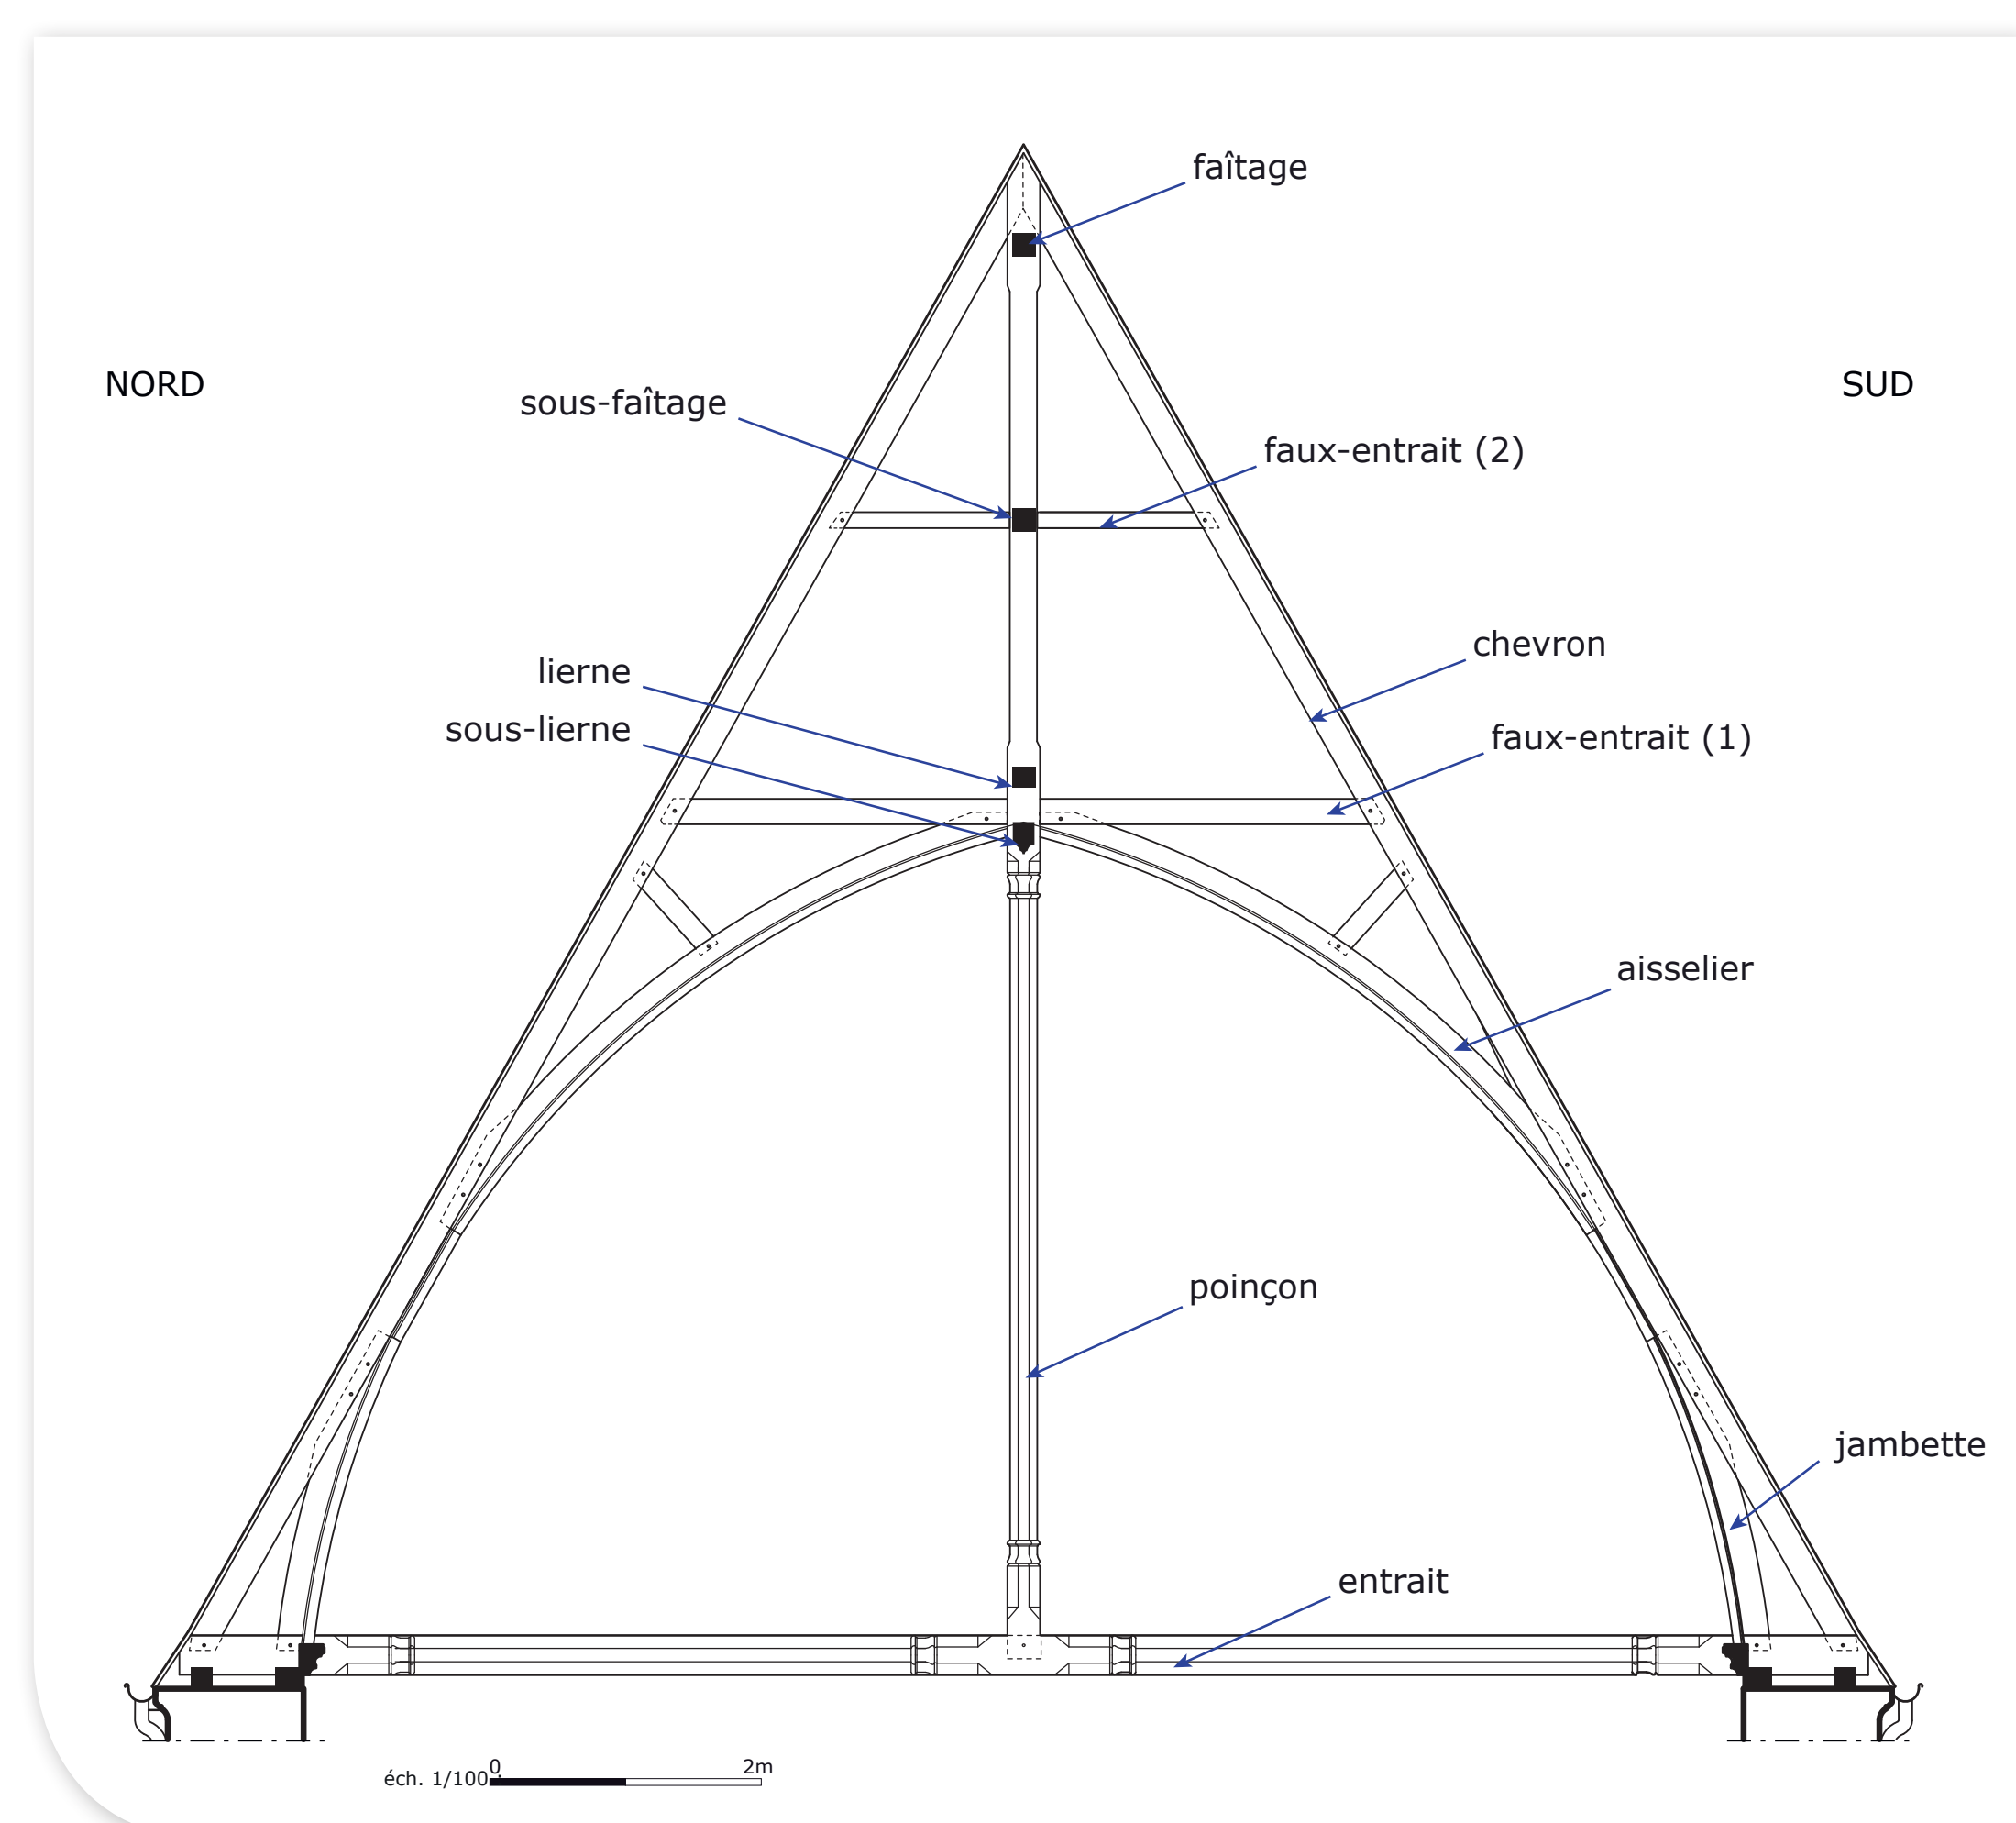 faîtage
NORD
SUD
sous-faîtage
faux-entrait (2)
chevron
lierne
sous-lierne
faux-entrait (1)
aisselier
poinçon
jambette
entrait
éch. 1/100 0 2m